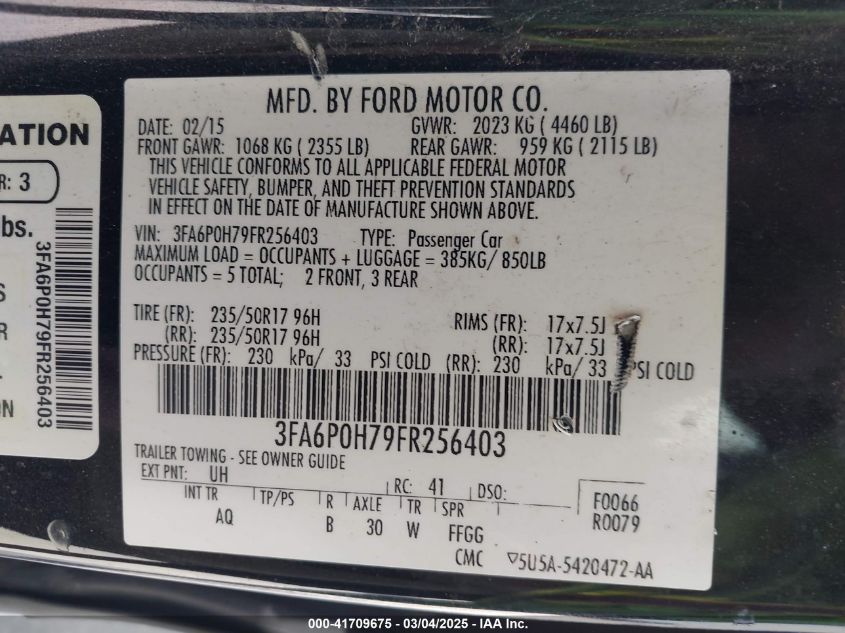 MFD. BY FORD MOTOR CO.
DATE: 02/15 GVWR: 2023 KG ( 4460 LB)
FRONT GAWR: 1068 KG ( 2355 LB) REAR GAWR: 959 KG ( 2115 LB)
THIS VEHICLE CONFORMS TO ALL APPLICABLE FEDERAL MOTOR
VEHICLE SAFETY, BUMPER, AND THEFT PREVENTION STANDARDS
IN EFFECT ON THE DATE OF MANUFACTURE SHOWN ABOVE.
VIN: 3FA6P0H79FR256403 TYPE: Passenger Car
MAXIMUM LOAD = OCCUPANTS + LUGGAGE = 385KG/ 850LB
OCCUPANTS = 5 TOTAL; 2 FRONT, 3 REAR
TIRE (FR): 235/50R17 96H RIMS (FR): 17x7.5J
(RR): 235/50R17 96H (RR): 17x7.5J
PRESSURE (FR): 230 kPa/ 33 PSI COLD (RR): 230 kPa/ 33 PSI COLD
3FA6P0H79FR256403
TRAILER TOWING - SEE OWNER GUIDE
EXT PNT: UH RC: 41 DSO:
INT TR TP/PS R AXLE TR SPR
AQ B 30 W FFGG
F0066
R0079
CMC ▽5U5A-5420472-AA
R: 3
bs.
3FA6P0H79FR256403
S
R
ON
000-41709675 - 03/04/2025 - IAA Inc.